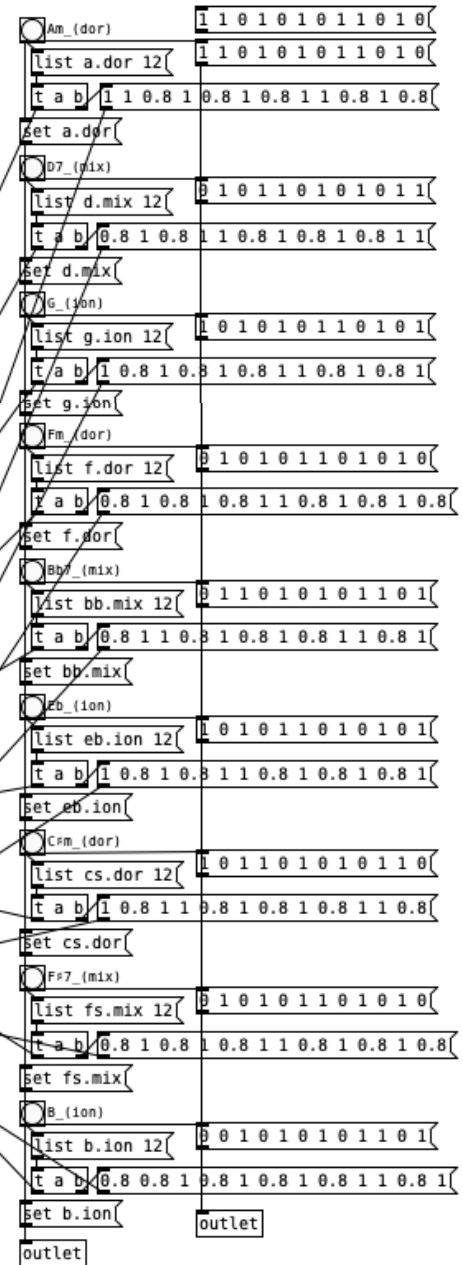 1 1 0 1 0 1 0 1 1 0 1 0
Am_(dor)
1 1 0 1 0 1 0 1 1 0 1 0
list a.dor 12
t a b
1 1 0.8 1 0.8 1 0.8 1 1 0.8 1 0.8
set a.dor
D7_(mix)
0 1 0 1 1 0 1 0 1 0 1 1
list d.mix 12
t a b
0.8 1 0.8 1 1 0.8 1 0.8 1 0.8 1 1
set d.mix
G_(ion)
1 0 1 0 1 0 1 1 0 1 0 1
list g.ion 12
t a b
1 0.8 1 0.8 1 0.8 1 1 0.8 1 0.8 1
set g.ion
Fm_(dor)
0 1 0 1 0 1 1 0 1 0 1 0
list f.dor 12
t a b
0.8 1 0.8 1 0.8 1 1 0.8 1 0.8 1 0.8
set f.dor
Bb7_(mix)
0 1 1 0 1 0 1 0 1 1 0 1
list bb.mix 12
t a b
0.8 1 1 0.8 1 0.8 1 0.8 1 1 0.8 1
set bb.mix
Eb_(ion)
1 0 1 0 1 1 0 1 0 1 0 1
list eb.ion 12
t a b
1 0.8 1 0.8 1 1 0.8 1 0.8 1 0.8 1
set eb.ion
C♯m_(dor)
1 0 1 1 0 1 0 1 0 1 1 0
list cs.dor 12
t a b
1 0.8 1 1 0.8 1 0.8 1 0.8 1 1 0.8
set cs.dor
F♯7_(mix)
0 1 0 1 0 1 1 0 1 0 1 0
list fs.mix 12
t a b
0.8 1 0.8 1 0.8 1 1 0.8 1 0.8 1 0.8
set fs.mix
B_(ion)
0 0 1 0 1 0 1 0 1 1 0 1
list b.ion 12
t a b
0.8 0.8 1 0.8 1 0.8 1 0.8 1 1 0.8 1
set b.ion
outlet
outlet